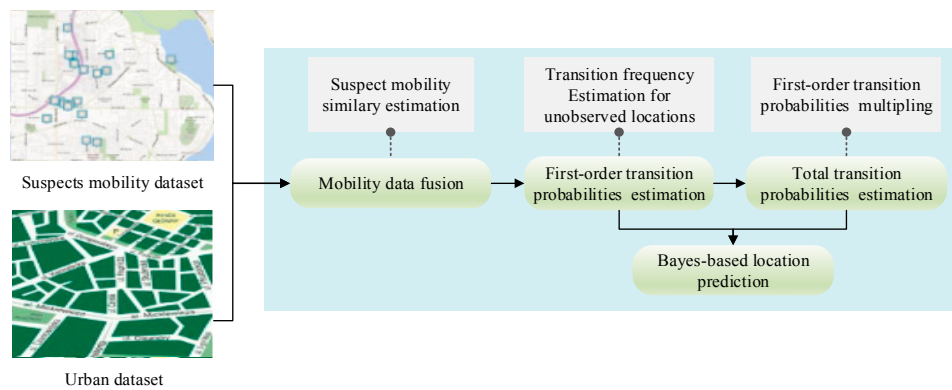 Suspects mobility dataset
Urban dataset
Suspect mobility
similary estimation
Transition frequency
Estimation for
unobserved locations
First-order transition
probabilities multipling
Mobility data fusion
First-order transition
probabilities estimation
Total transition
probabilities estimation
Bayes-based location
prediction